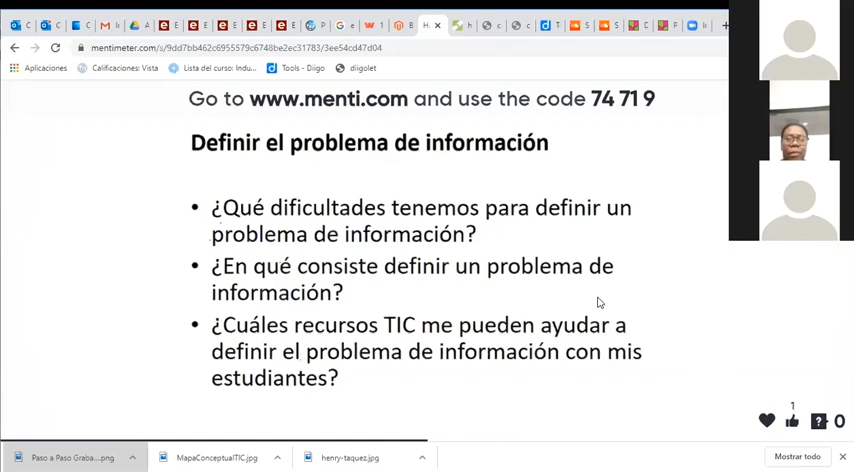 mentimeter.com/s/9dd7bb462c6955579c6748be2ec31783/3ee54cd47d04
Aplicaciones
Calificaciones: Vista
Lista del curso: Indu...
Tools - Diigo
diigolet
Go to www.menti.com and use the code 74 71 9
Definir el problema de información
• ¿Qué dificultades tenemos para definir un
problema de información?
• ¿En qué consiste definir un problema de
información?
• ¿Cuáles recursos TIC me pueden ayudar a
definir el problema de información con mis
estudiantes?
1
0
Paso a Paso Graba....png
MapaConceptualTIC.jpg
henry-taquez.jpg
Mostrar todo